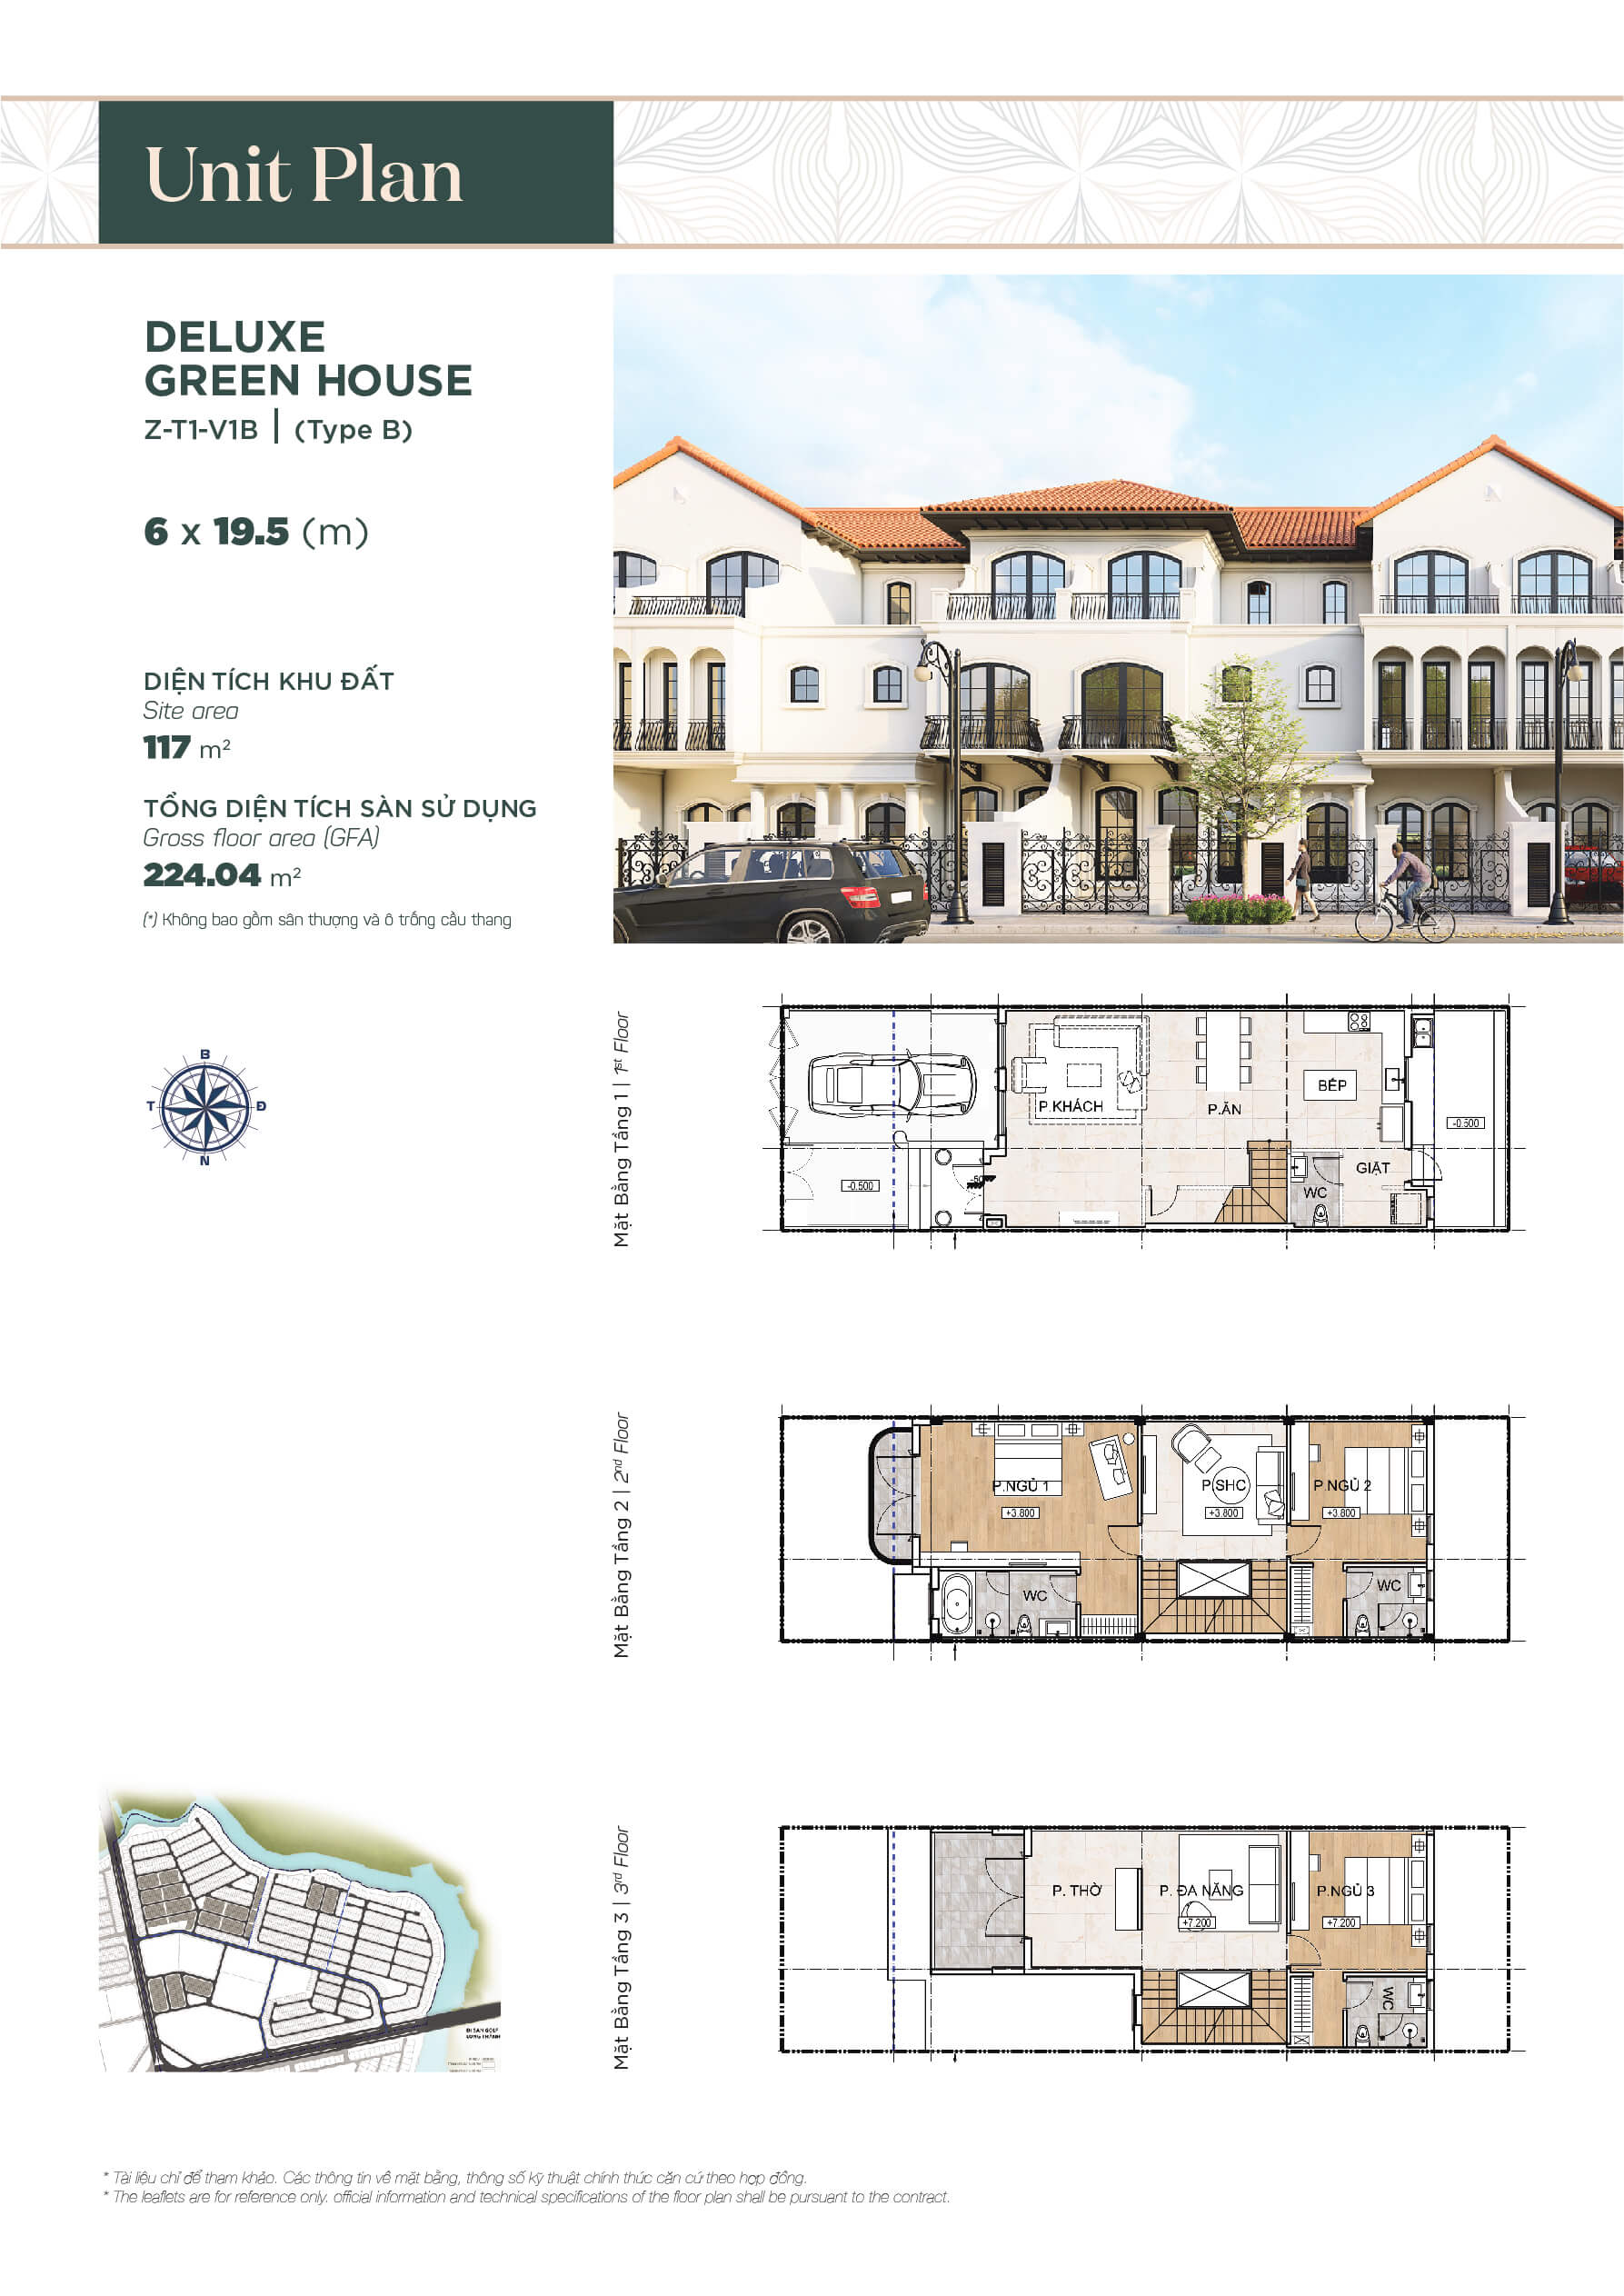 Unit Plan
DELUXE
GREEN HOUSE
Z-T1-V1B | (Type B)
6 x 19.5 (m)
DIỆN TÍCH KHU ĐẤT
Site area
117 m²
TỔNG DIỆN TÍCH SÀN SỬ DỤNG
Gross floor area (GFA)
224.04 m²
(*) Không bao gồm sân thượng và ô trống cầu thang
B
T
Đ
N
Mặt Bằng Tầng 1 | 1st Floor
P.KHÁCH
P.ĂN
BẾP
-0.500
GIẶT
WC
-0.500
Mặt Bằng Tầng 2 | 2nd Floor
P.NGỦ 1
+3.800
P.SHC
+3.800
P.NGỦ 2
+3.800
WC
WC
Mặt Bằng Tầng 3 | 3rd Floor
P. THỜ
P. ĐA NĂNG
+7.200
P.NGỦ 3
+7.200
WC
ĐI SÂN GOLF
LONG THÀNH
* Tài liệu chỉ để tham khảo. Các thông tin về mặt bằng, thông số kỹ thuật chính thức căn cứ theo hợp đồng.
* The leaflets are for reference only. official information and technical specifications of the floor plan shall be pursuant to the contract.